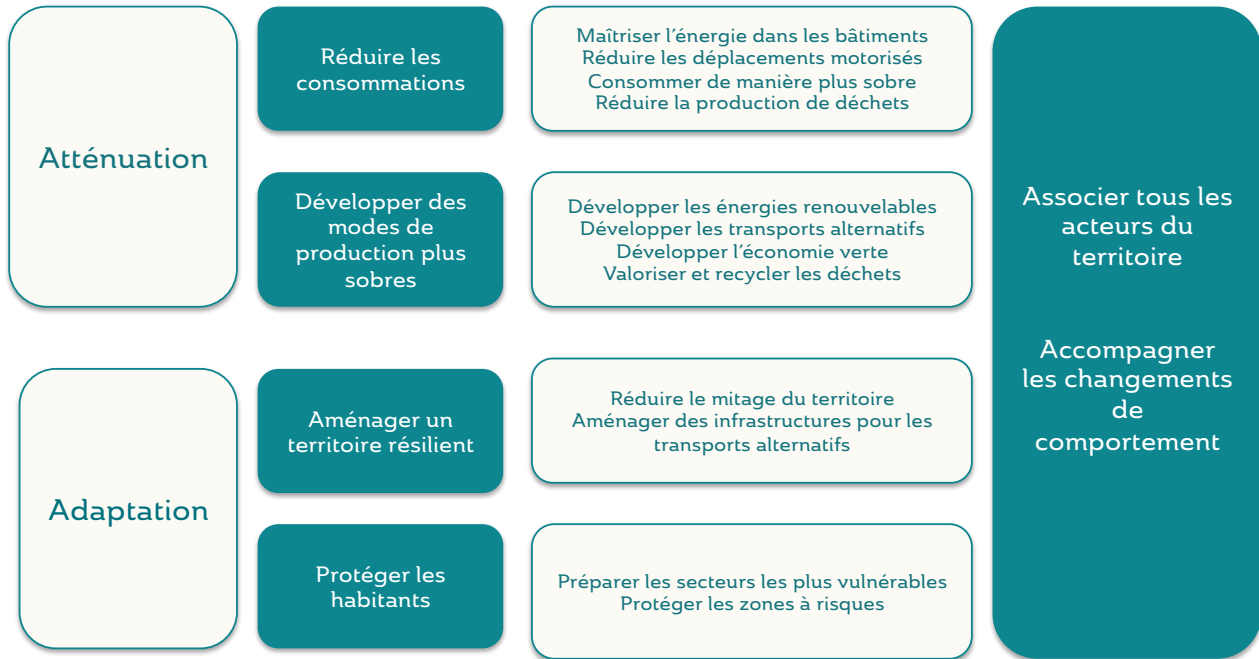 Atténuation
Réduire les
consommations
Maîtriser l'énergie dans les bâtiments
Réduire les déplacements motorisés
Consommer de manière plus sobre
Réduire la production de déchets
Développer des
modes de
production plus
sobres
Développer les énergies renouvelables
Développer les transports alternatifs
Développer l'économie verte
Valoriser et recycler les déchets
Adaptation
Aménager un
territoire résilient
Réduire le mitage du territoire
Aménager des infrastructures pour les
transports alternatifs
Protéger les
habitants
Préparer les secteurs les plus vulnérables
Protéger les zones à risques
Associer tous les
acteurs du
territoire
Accompagner
les changements
de
comportement